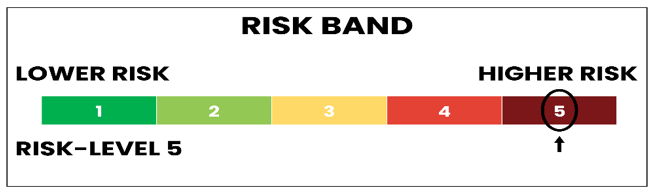 RISK BAND
LOWER RISK HIGHER RISK
1 2 3 4 5
RISK-LEVEL 5